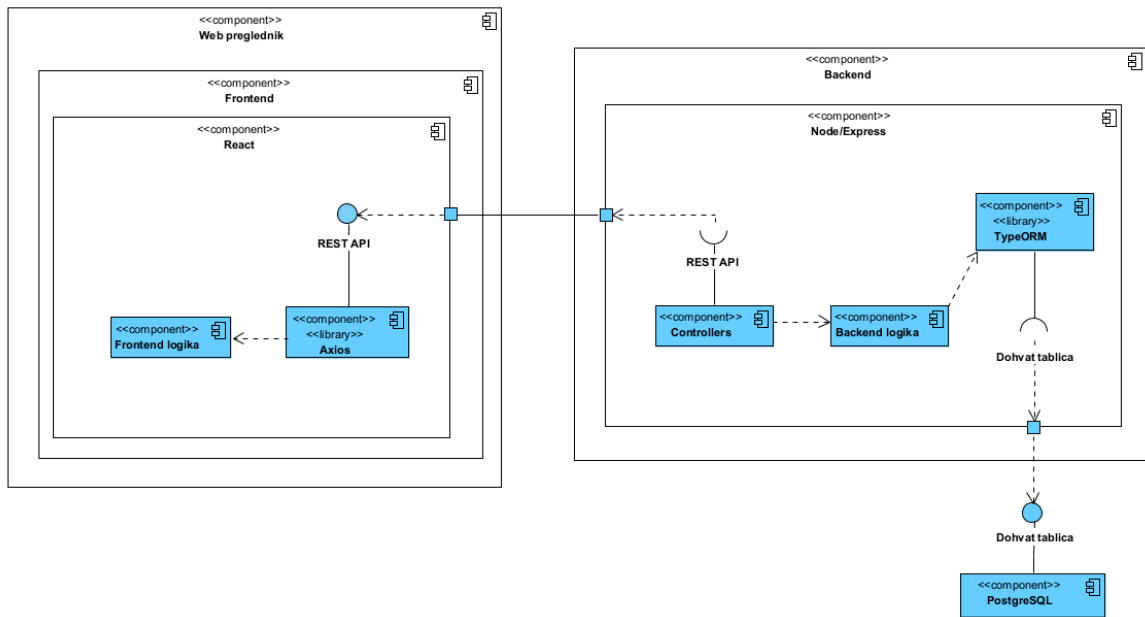 <<component>>
Web preglednik
<<component>>
Frontend
<<component>>
React
REST API
<<component>>
Frontend logika
<<component>>
<<library>>
Axios
<<component>>
Backend
<<component>>
Node/Express
REST API
<<component>>
Controllers
<<component>>
Backend logika
<<component>>
<<library>>
TypeORM
Dohvat tablica
Dohvat tablica
<<component>>
PostgreSQL